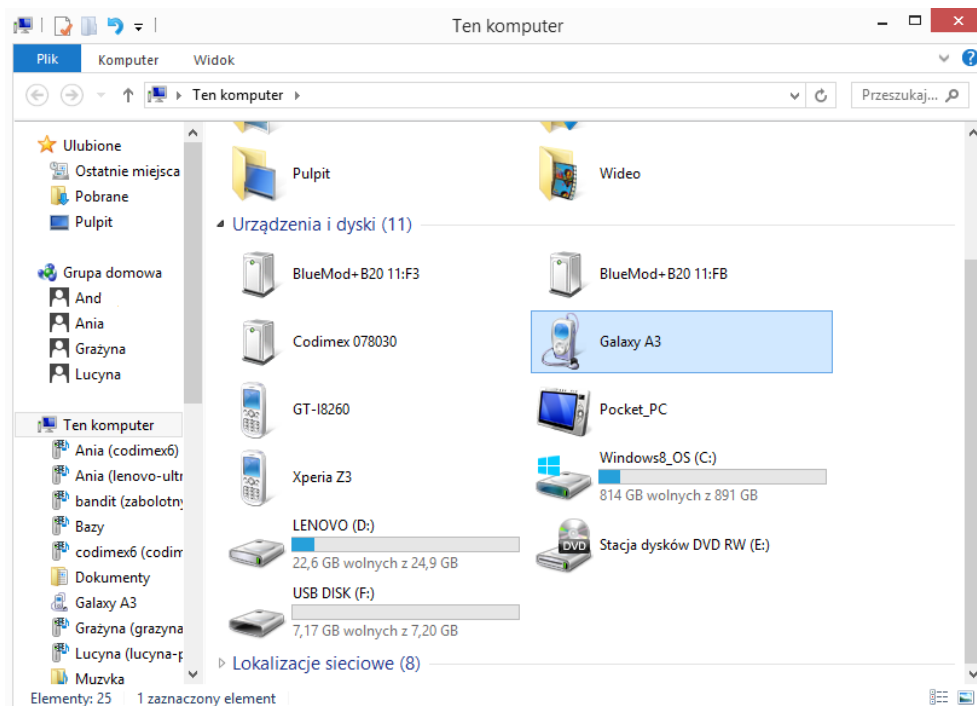 Ten komputer
Plik Komputer Widok
Ten komputer
Przeszukaj...
Ulubione
Ostatnie miejsca
Pobrane
Pulpit
Grupa domowa
And
Ania
Grażyna
Lucyna
Ten komputer
Ania (codimex6)
Ania (lenovo-ultr
bandit (zabolotny
Bazy
codimex6 (codim
Dokumenty
Galaxy A3
Grażyna (grazyna
Lucyna (lucyna-p
Muzyka
Pulpit
Wideo
Urządzenia i dyski (11)
BlueMod+B20 11:F3
BlueMod+B20 11:FB
Codimex 078030
Galaxy A3
GT-I8260
Pocket_PC
Xperia Z3
Windows8_OS (C:)
814 GB wolnych z 891 GB
LENOVO (D:)
22,6 GB wolnych z 24,9 GB
DVD
Stacja dysków DVD RW (E:)
USB DISK (F:)
7,17 GB wolnych z 7,20 GB
Lokalizacje sieciowe (8)
Elementy: 25 1 zaznaczony element